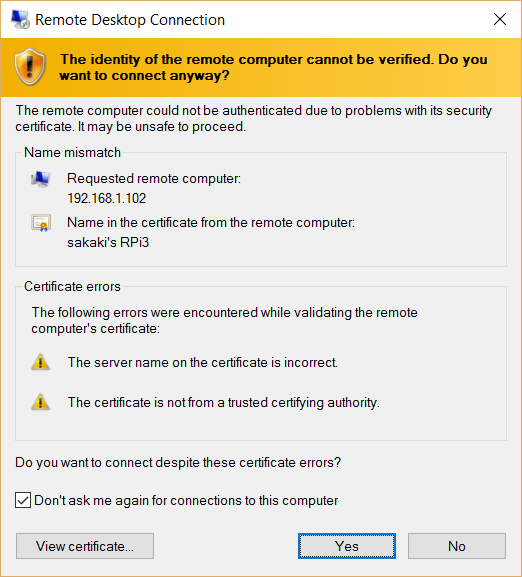 Remote Desktop Connection
The identity of the remote computer cannot be verified. Do you
want to connect anyway?
The remote computer could not be authenticated due to problems with its security
certificate. It may be unsafe to proceed.
Name mismatch
Requested remote computer:
192.168.1.102
Name in the certificate from the remote computer:
sakaki's RPi3
Certificate errors
The following errors were encountered while validating the remote
computer's certificate:
The server name on the certificate is incorrect.
The certificate is not from a trusted certifying authority.
Do you want to connect despite these certificate errors?
Don't ask me again for connections to this computer
View certificate... Yes No